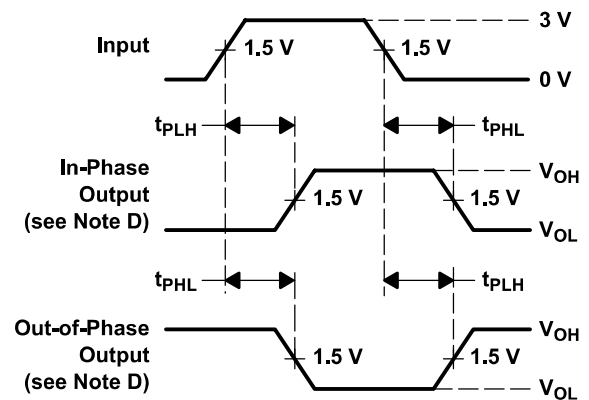 3 V
Input
1.5 V
1.5 V
0 V
tPLH
tPHL
In-Phase
Output
(see Note D)
VOH
1.5 V
1.5 V
VOL
tPHL
tPLH
Out-of-Phase
Output
(see Note D)
VOH
1.5 V
1.5 V
VOL